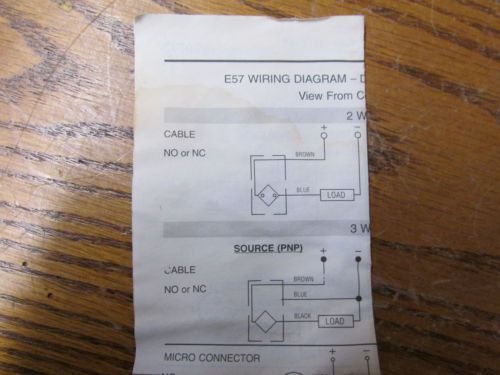 E57 WIRING DIAGRAM –
View From
2 W
+ −
CABLE
NO or NC
BROWN
BLUE
LOAD
3 W
SOURCE (PNP)
+ −
CABLE
NO or NC
BROWN
BLUE
BLACK
LOAD
MICRO CONNECTOR
+ −